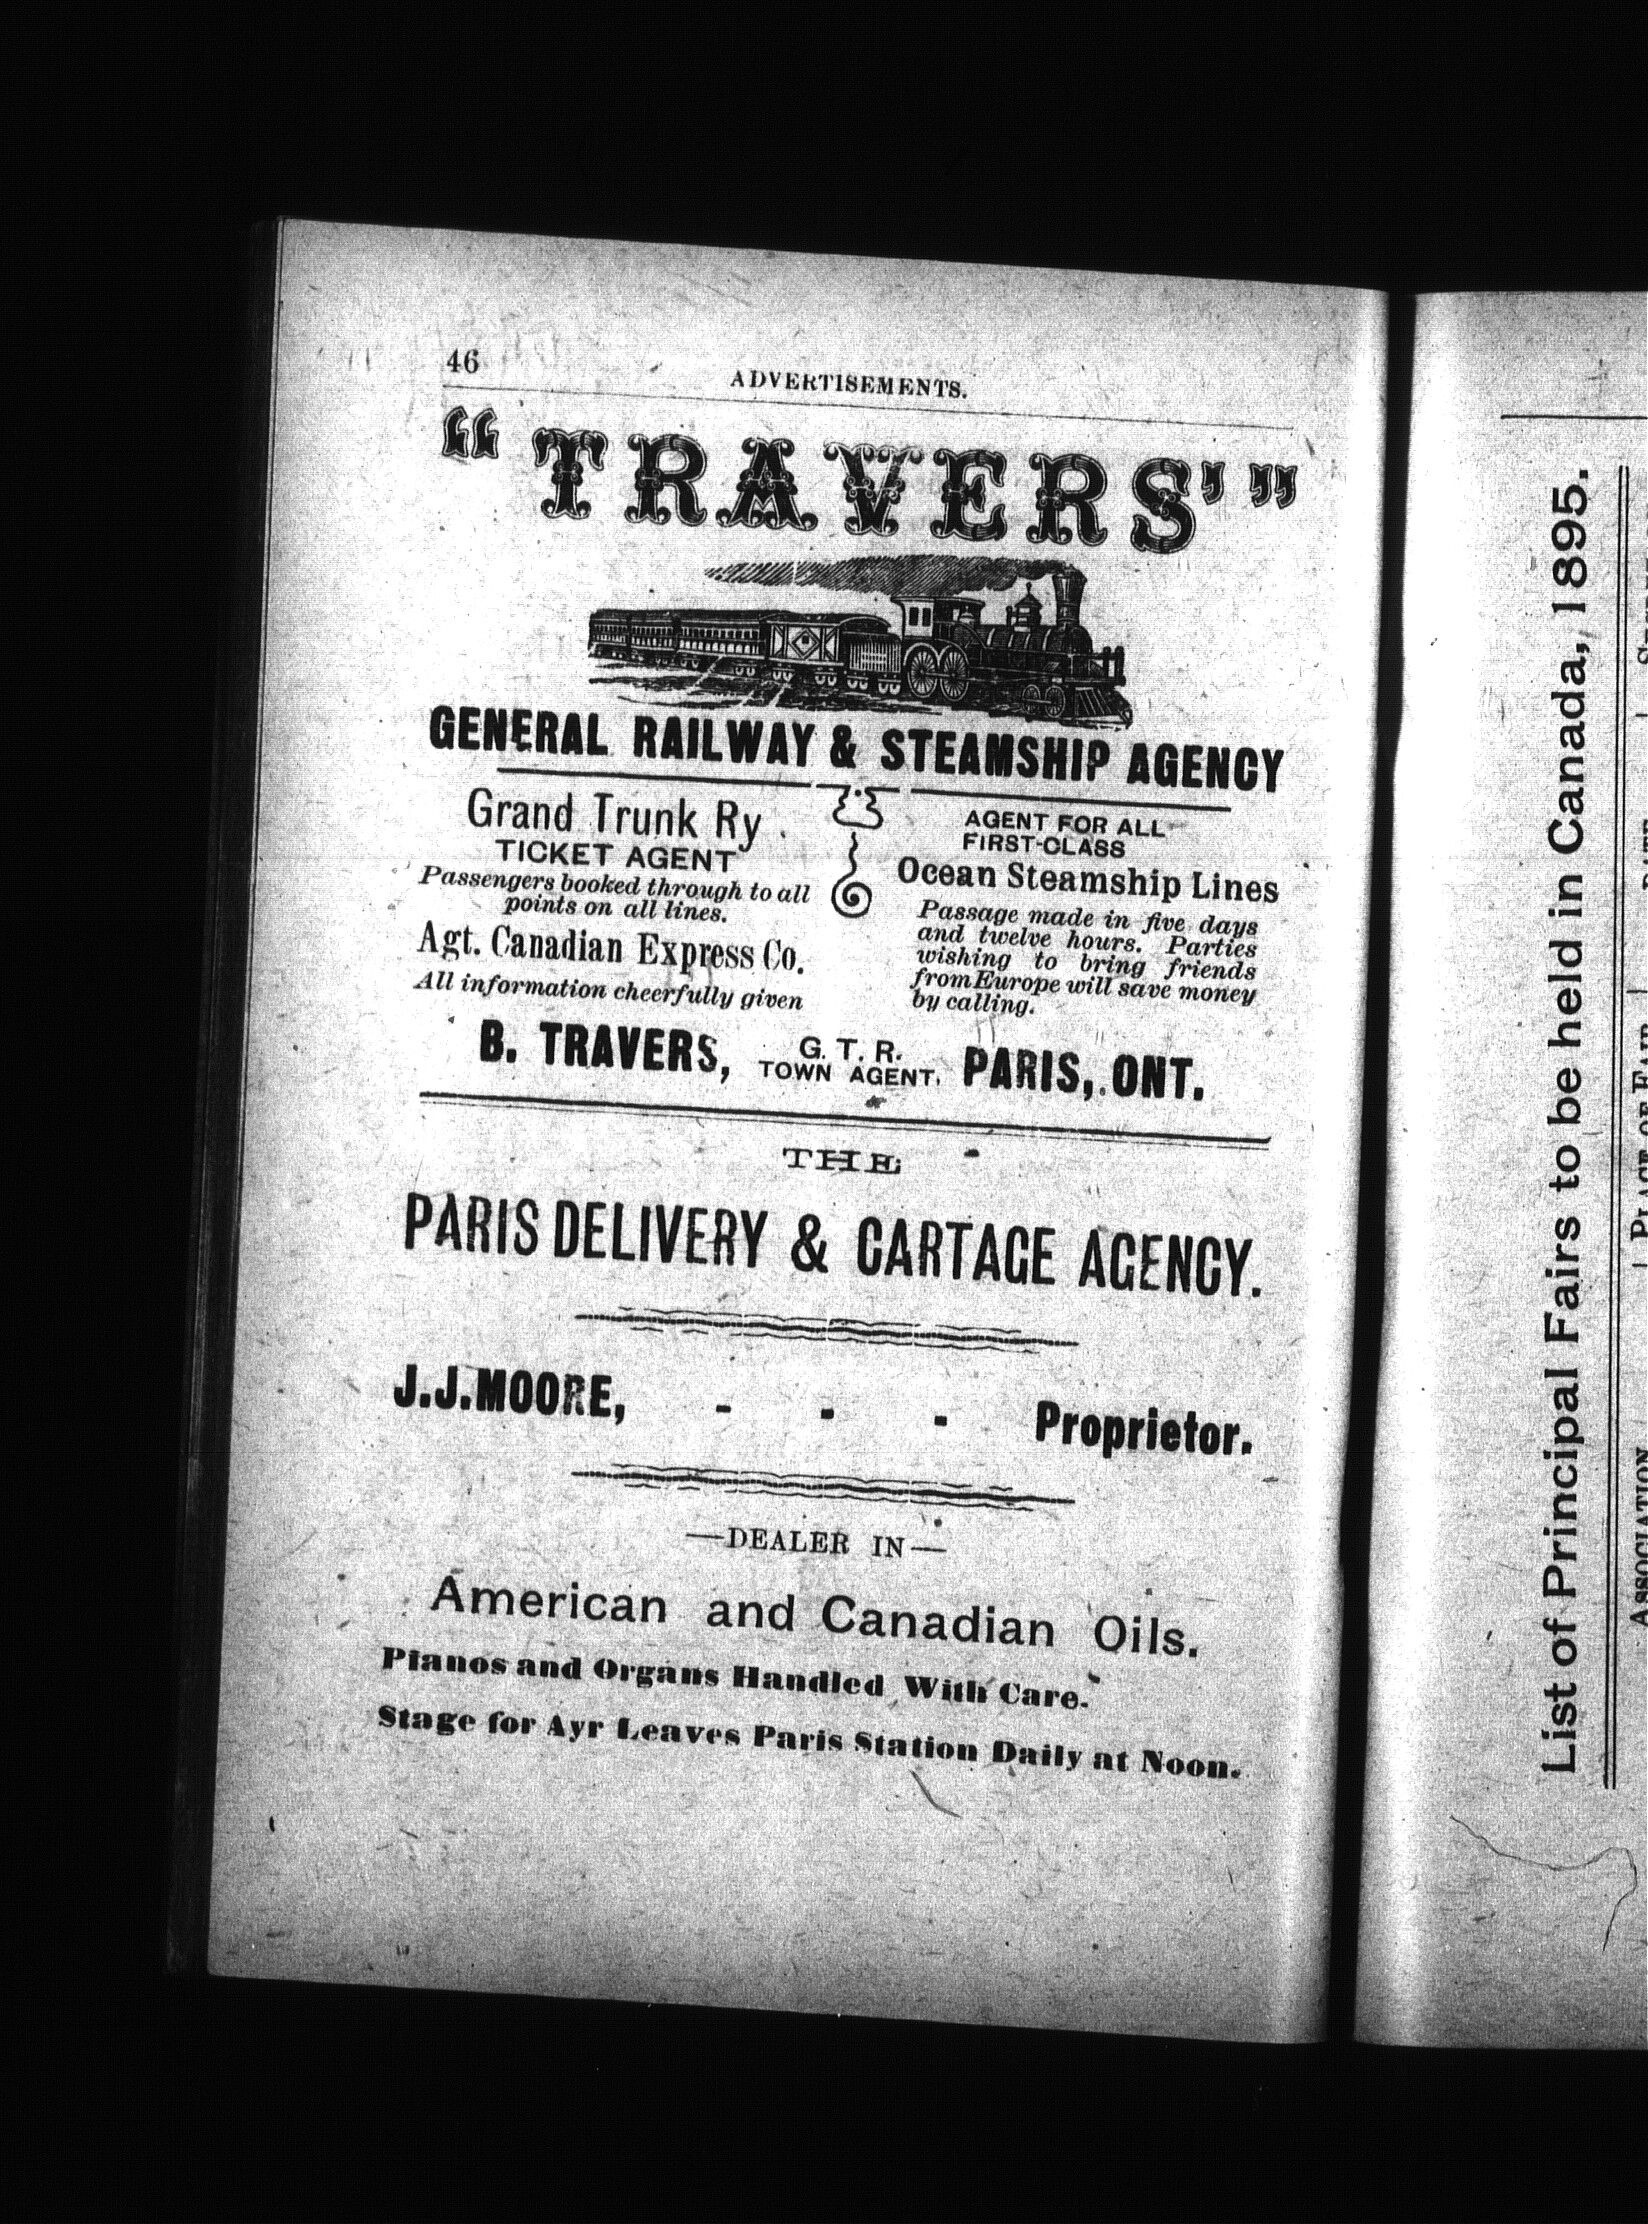 46
ADVERTISEMENTS.
“TRAVERS’”
GENERAL RAILWAY & STEAMSHIP AGENCY
Grand Trunk Ry.
TICKET AGENT
Passengers booked through to all
points on all lines.
Agt. Canadian Express Co.
All information cheerfully given
AGENT FOR ALL
FIRST-CLASS
Ocean Steamship Lines
Passage made in five days
and twelve hours. Parties
wishing to bring friends
from Europe will save money
by calling.
B. TRAVERS, G. T. R. TOWN AGENT, PARIS, ONT.
THE
PARIS DELIVERY & CARTAGE AGENCY.
J.J.MOORE, - - - Proprietor.
—DEALER IN—
American and Canadian Oils.
Pianos and Organs Handled With Care.
Stage for Ayr Leaves Paris Station Daily at Noon.
List of Principal Fairs to be held in Canada, 1895.
ASSOCIATION
PLACE OF FAIR